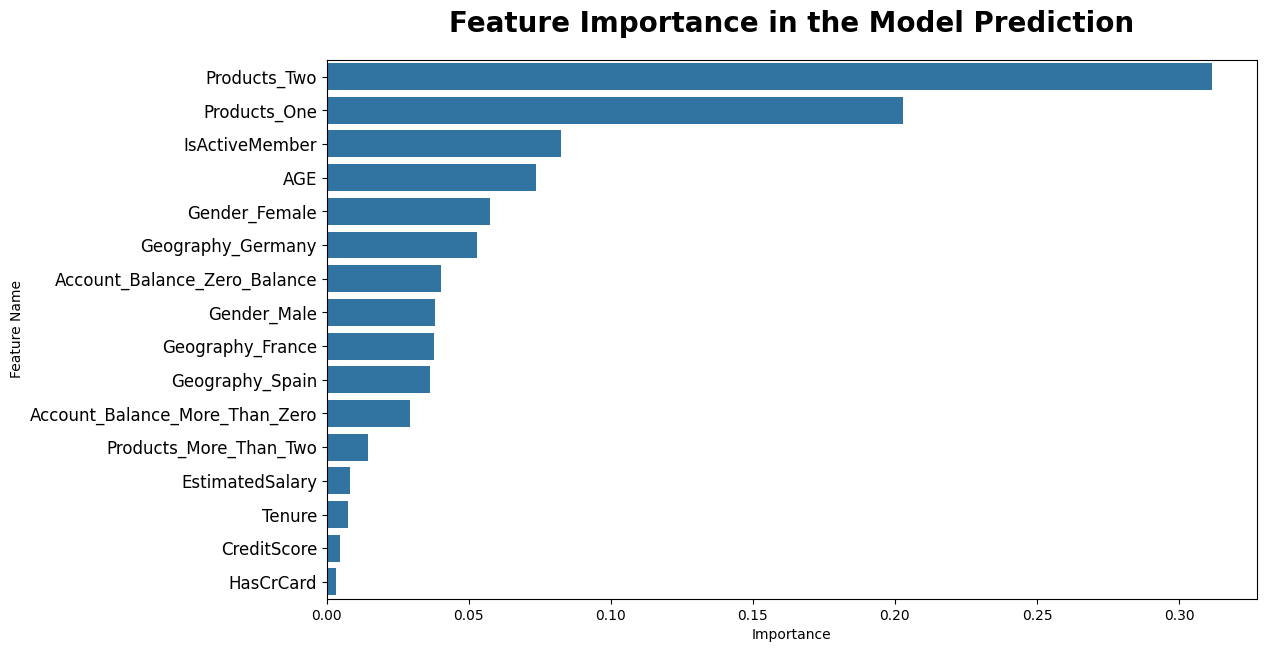 Feature Importance in the Model Prediction
Products_Two
Products_One
IsActiveMember
AGE
Gender_Female
Geography_Germany
Account_Balance_Zero_Balance
Gender_Male
Geography_France
Geography_Spain
Account_Balance_More_Than_Zero
Products_More_Than_Two
EstimatedSalary
Tenure
CreditScore
HasCrCard
Feature Name
0.00 0.05 0.10 0.15 0.20 0.25 0.30
Importance